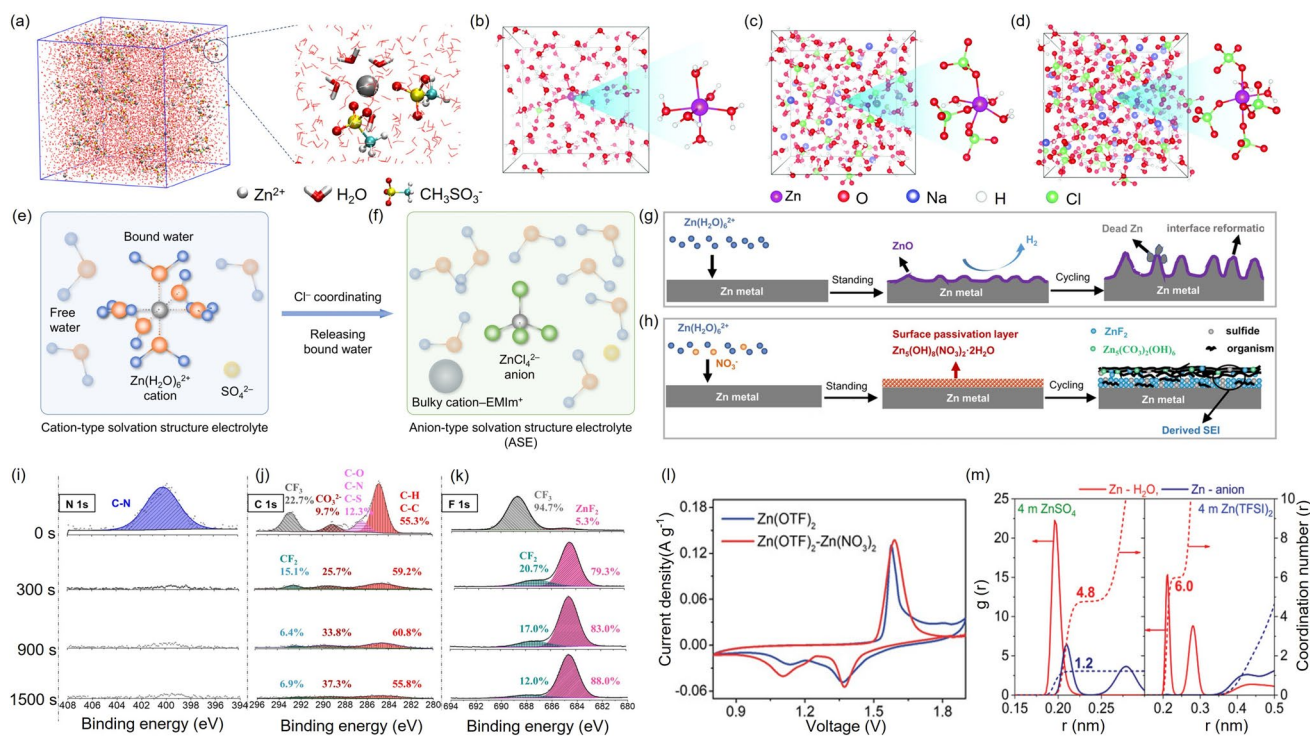 (a)
(b)
(c)
(d)
Zn²⁺
H₂O
CH₃SO₃⁻
Zn
O
Na
H
Cl
(e)
Bound water
Free
water
Zn(H₂O)₆²⁺
cation
SO₄²⁻
Cation-type solvation structure electrolyte
Cl⁻ coordinating
Releasing
bound water
(f)
ZnCl₄²⁻
anion
Bulky cation–EMIm⁺
Anion-type solvation structure electrolyte
(ASE)
(g)
Zn(H₂O)₆²⁺
Zn metal
Standing
ZnO
H₂
Zn metal
Cycling
Dead Zn
interface reformatic
Zn metal
(h)
Zn(H₂O)₆²⁺
NO₃⁻
Zn metal
Standing
Surface passivation layer
Zn₅(OH)₈(NO₃)₂·2H₂O
Zn metal
Cycling
ZnF₂
sulfide
Zn₅(CO₃)₂(OH)₆
organism
Zn metal
Derived SEI
(i)
N 1s
C-N
0 s
300 s
900 s
1500 s
408 406 404 402 400 398 396 394
Binding energy (eV)
(j)
C 1s
CF₃
22.7%
CO₃²⁻
9.7%
C-O
C-N
C-S
12.3%
C-H
C-C
55.3%
CF₂
15.1%
25.7%
59.2%
6.4%
33.8%
60.8%
6.9%
37.3%
55.8%
296 294 292 290 288 286 284 282 280
Binding energy (eV)
(k)
F 1s
CF₃
94.7%
ZnF₂
5.3%
CF₂
20.7%
79.3%
17.0%
83.0%
12.0%
88.0%
694 692 690 688 686 684 682 680
Binding energy (eV)
(l)
Zn(OTF)₂
Zn(OTF)₂-Zn(NO₃)₂
Current density(A g⁻¹)
0.12
0.06
0.00
-0.06
0.9 1.2 1.5 1.8
Voltage (V)
(m)
Zn - H₂O,
Zn - anion
4 m ZnSO₄
4 m Zn(TFSI)₂
g (r)
25
20
15
10
5
0
4.8
1.2
6.0
0.15 0.20 0.25
r (nm)
0.2 0.3 0.4 0.5
r (nm)
10
8
6
4
2
0
Coordination number (r)